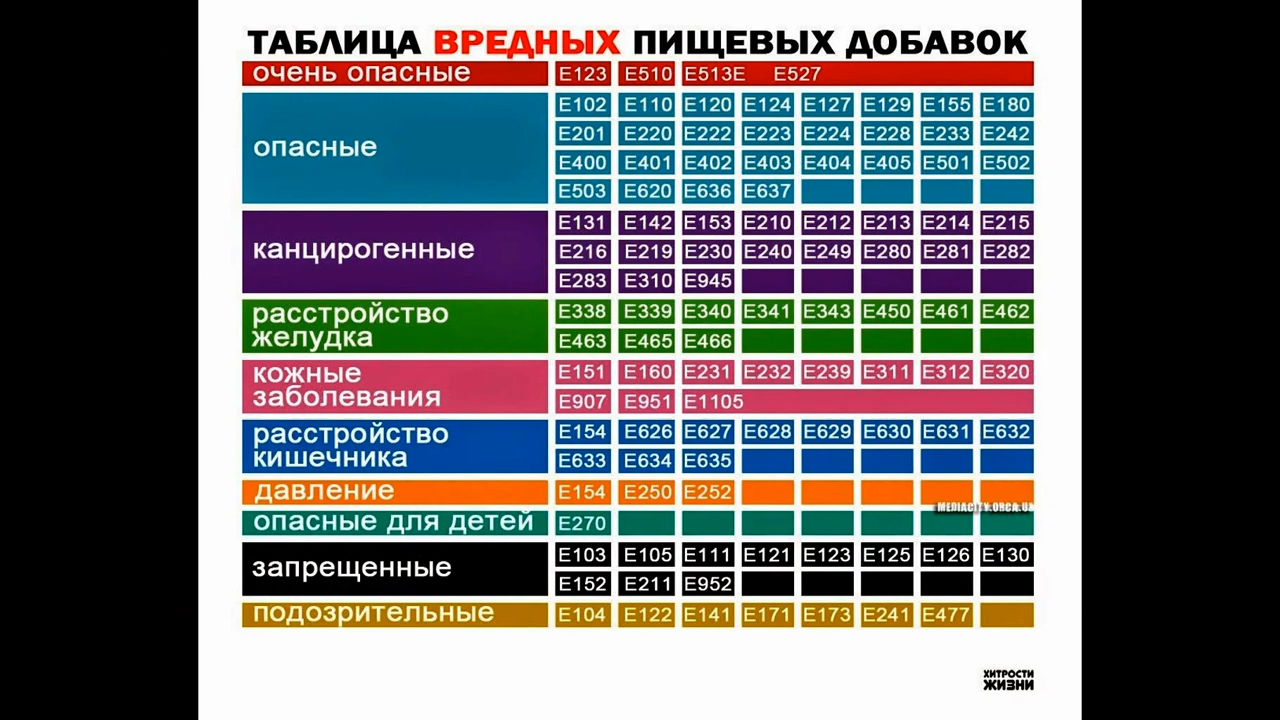 ТАБЛИЦА ВРЕДНЫХ ПИЩЕВЫХ ДОБАВОК
очень опасные E123 E510 E513E E527
опасные
E102 E110 E120 E124 E127 E129 E155 E180
E201 E220 E222 E223 E224 E228 E233 E242
E400 E401 E402 E403 E404 E405 E501 E502
E503 E620 E636 E637
канцирогенные
E131 E142 E153 E210 E212 E213 E214 E215
E216 E219 E230 E240 E249 E280 E281 E282
E283 E310 E945
расстройство
желудка
E338 E339 E340 E341 E343 E450 E461 E462
E463 E465 E466
кожные
заболевания
E151 E160 E231 E232 E239 E311 E312 E320
E907 E951 E1105
расстройство
кишечника
E154 E626 E627 E628 E629 E630 E631 E632
E633 E634 E635
давление E154 E250 E252
MEDIACITY.ORG.UA
опасные для детей E270
запрещенные
E103 E105 E111 E121 E123 E125 E126 E130
E152 E211 E952
подозрительные E104 E122 E141 E171 E173 E241 E477
ХИТРОСТИ
ЖИЗНИ